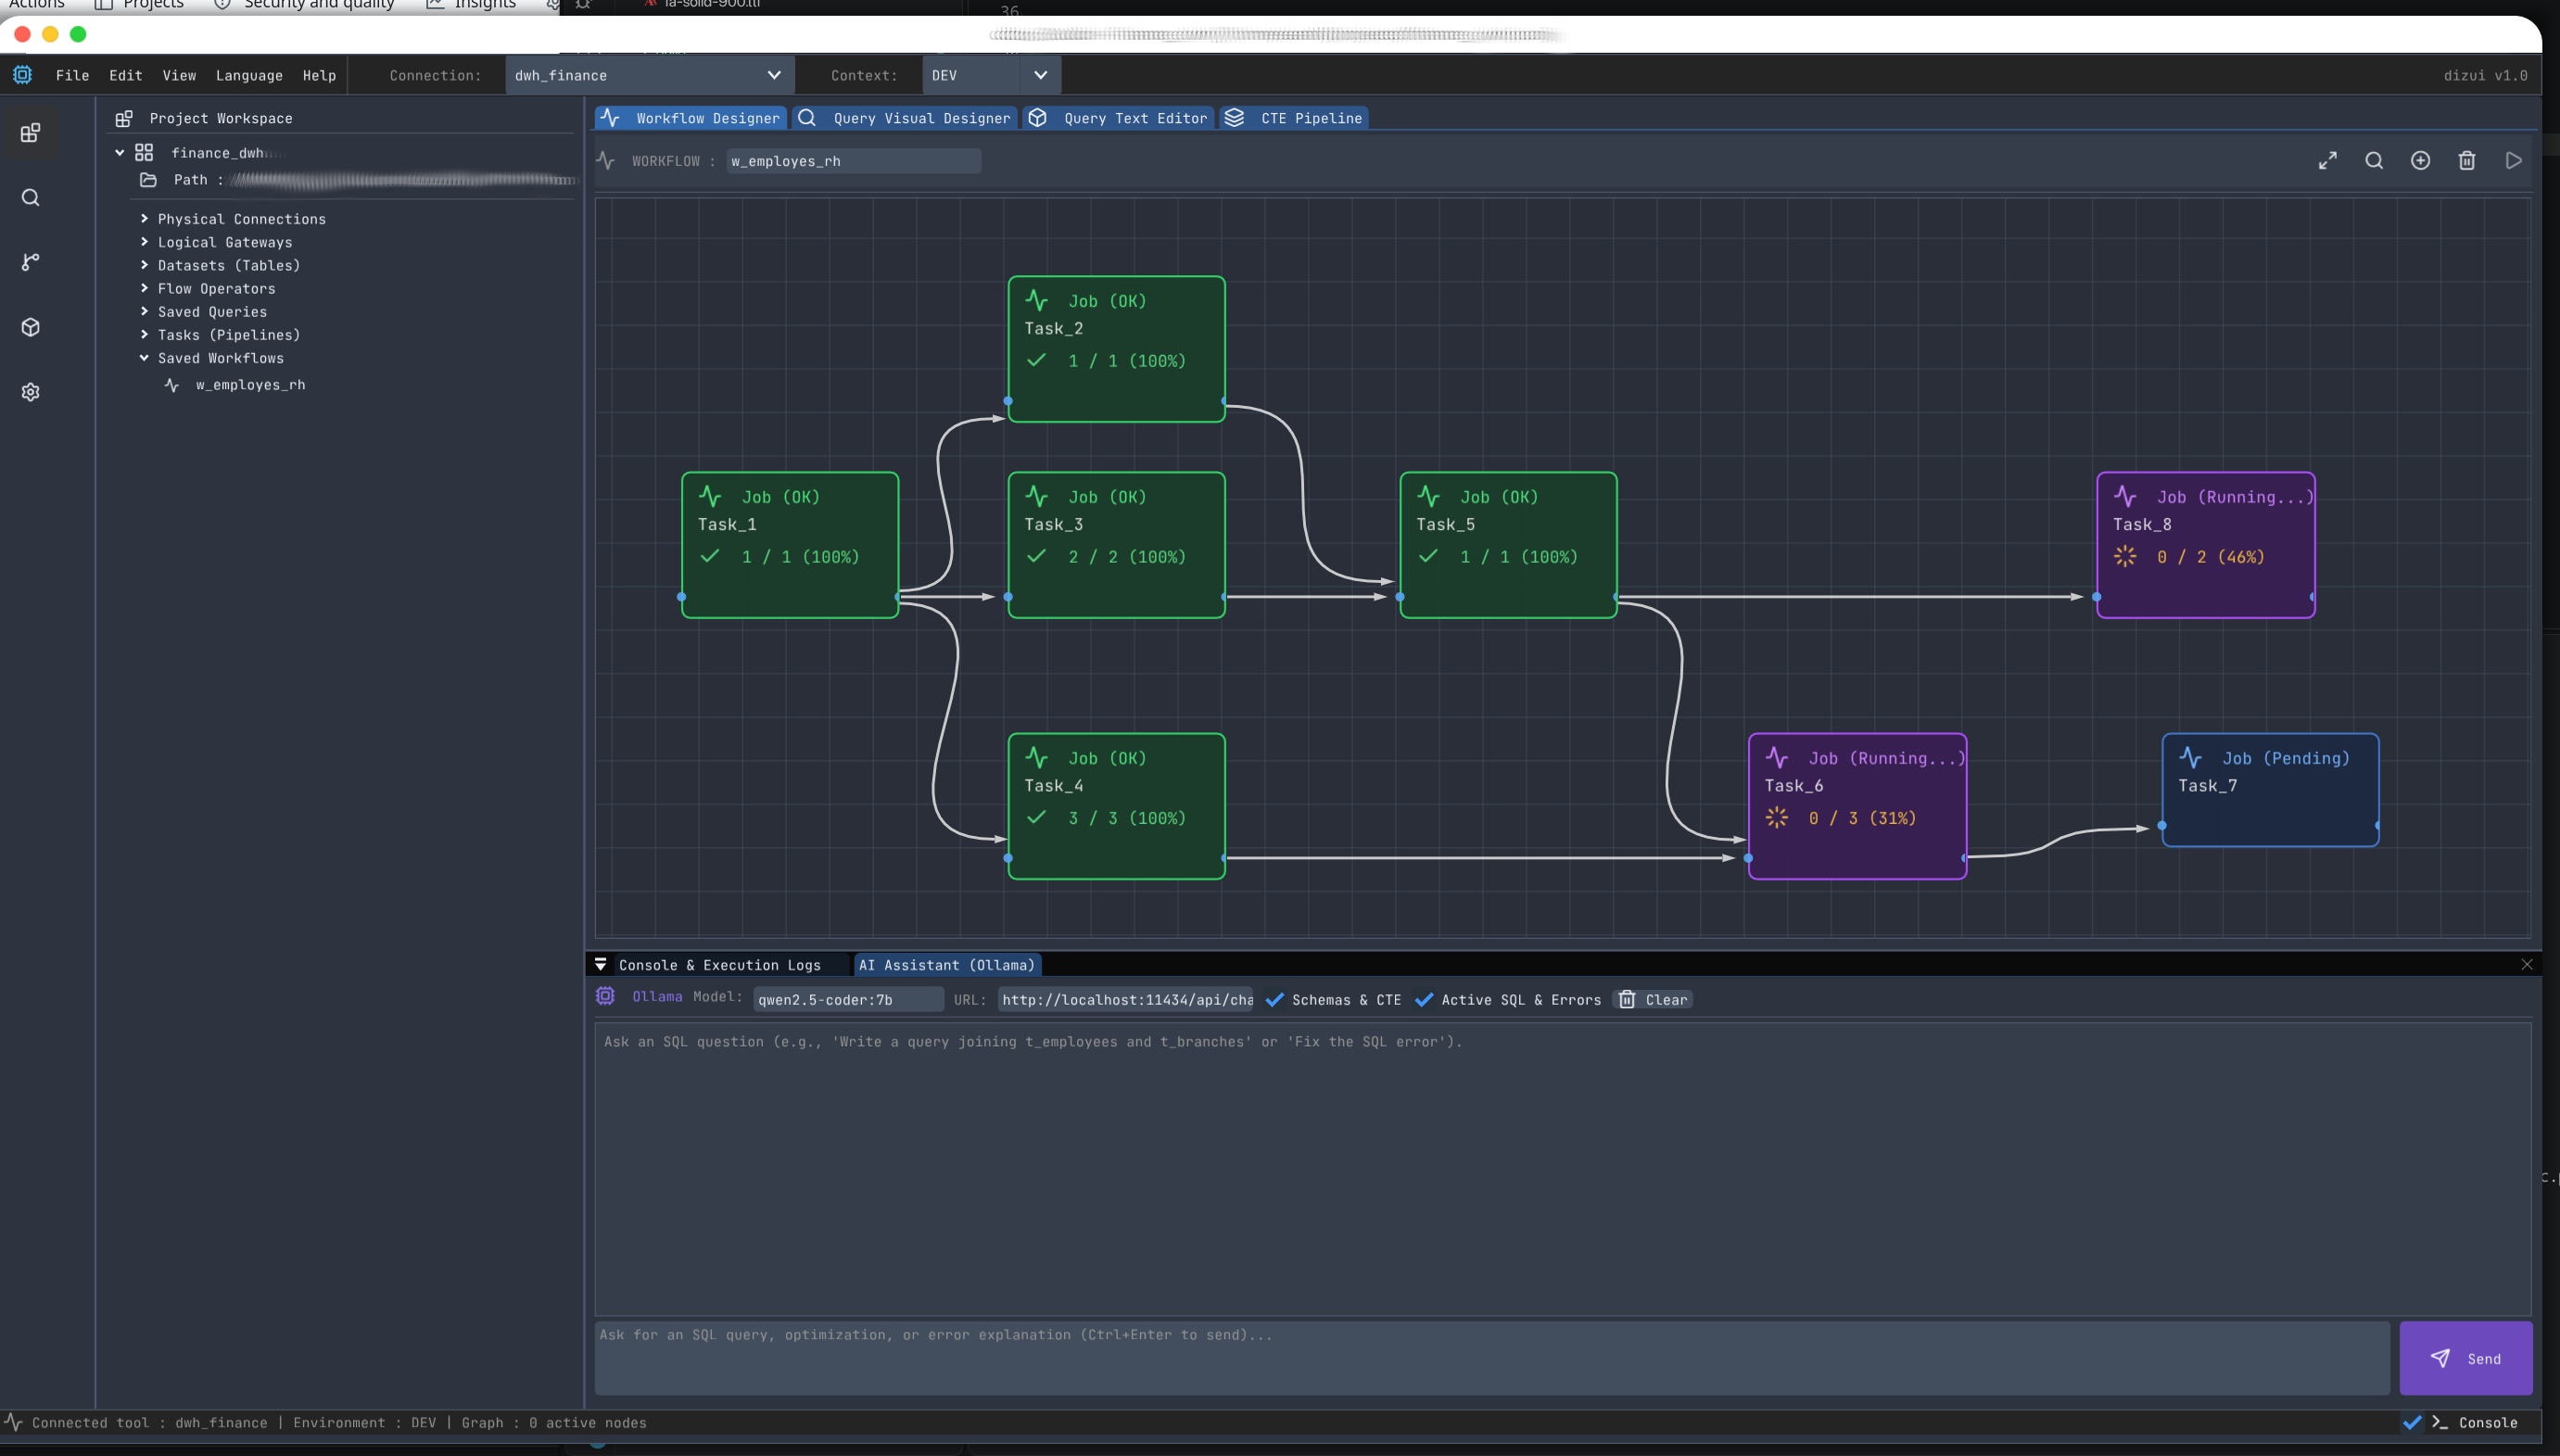 Actions Projects Security and quality Insights fa-solid-900.ttf
36
File Edit View Language Help Connection: dwh_finance Context: DEV dizui v1.0
Project Workspace
finance_dwh
Path :
Physical Connections
Logical Gateways
Datasets (Tables)
Flow Operators
Saved Queries
Tasks (Pipelines)
Saved Workflows
w_employes_rh
Workflow Designer Query Visual Designer Query Text Editor CTE Pipeline
WORKFLOW : w_employes_rh
Job (OK)
Task_2
1 / 1 (100%)
Job (OK)
Task_1
1 / 1 (100%)
Job (OK)
Task_3
2 / 2 (100%)
Job (OK)
Task_5
1 / 1 (100%)
Job (Running...)
Task_8
0 / 2 (46%)
Job (OK)
Task_4
3 / 3 (100%)
Job (Running...)
Task_6
0 / 3 (31%)
Job (Pending)
Task_7
Console & Execution Logs AI Assistant (Ollama)
Ollama Model: qwen2.5-coder:7b URL: http://localhost:11434/api/cha Schemas & CTE Active SQL & Errors Clear
Ask an SQL question (e.g., 'Write a query joining t_employees and t_branches' or 'Fix the SQL error').
Ask for an SQL query, optimization, or error explanation (Ctrl+Enter to send)...
Send
Connected tool : dwh_finance | Environment : DEV | Graph : 0 active nodes
Console